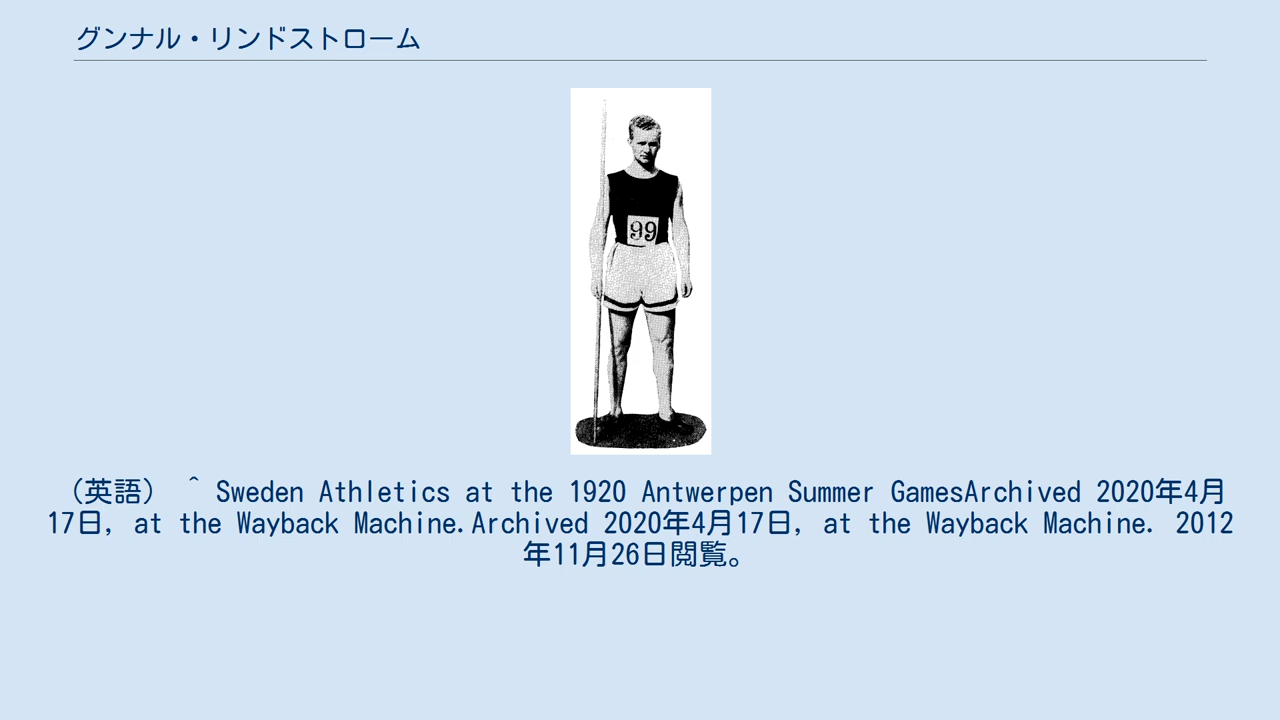 グンナル・リンドストローム
99
（英語） ^ Sweden Athletics at the 1920 Antwerpen Summer GamesArchived 2020年4月
17日, at the Wayback Machine.Archived 2020年4月17日, at the Wayback Machine. 2012
年11月26日閲覧。